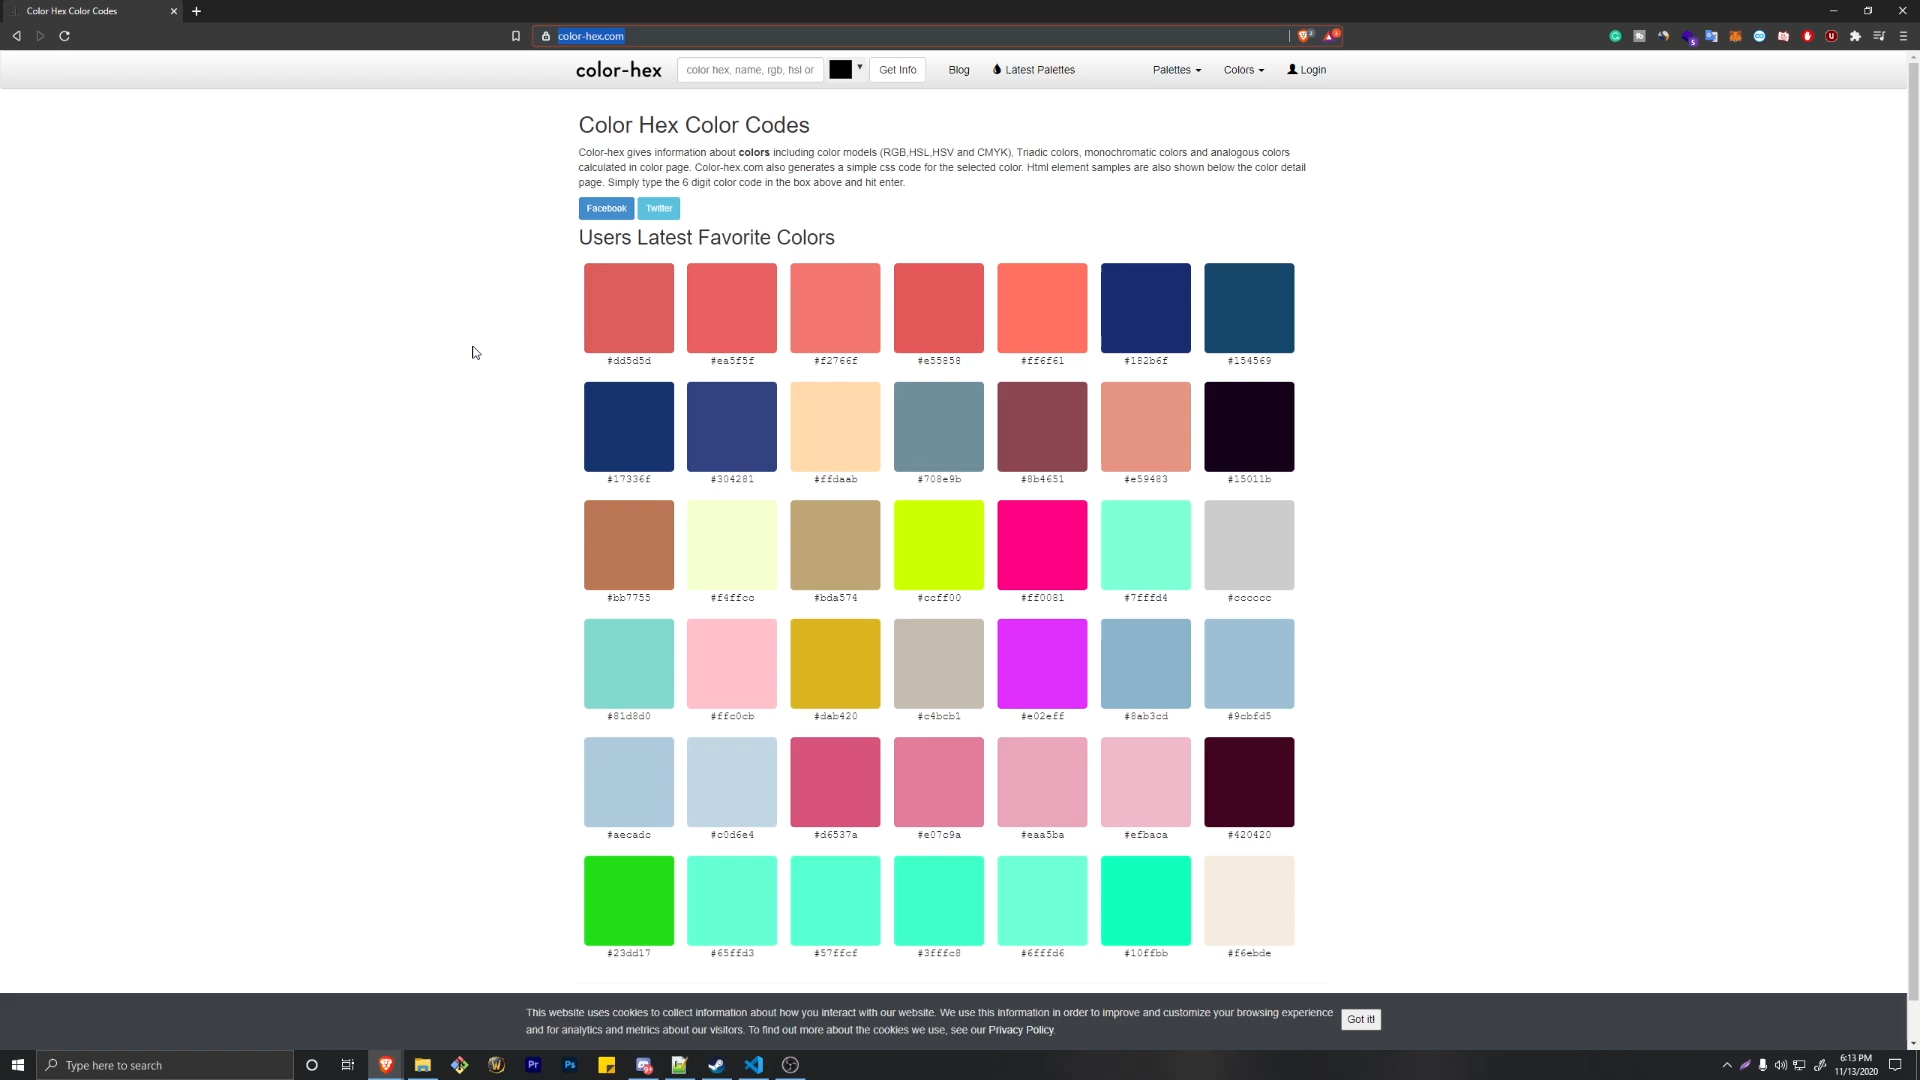 Color Hex Color Codes
color-hex.com
color-hex
color hex, name, rgb, hsl or
Get Info
Blog
Latest Palettes
Palettes
Colors
Login
Color Hex Color Codes
Color-hex gives information about colors including color models (RGB,HSL,HSV and CMYK), Triadic colors, monochromatic colors and analogous colors
calculated in color page. Color-hex.com also generates a simple css code for the selected color. Html element samples are also shown below the color detail
page. Simply type the 6 digit color code in the box above and hit enter.
Facebook
Twitter
Users Latest Favorite Colors
#dd5d5d #ea5f5f #f2766f #e55858 #ff6f61 #182b6f #154569
#17336f #304281 #ffdaab #708e9b #8b4651 #e59483 #15011b
#bb7755 #f4ffcc #bda574 #ccff00 #ff0081 #7fffd4 #cccccc
#81d8d0 #ffc0cb #dab420 #c4bcb1 #e02eff #8ab3cd #9cbfd5
#aecadc #c0d6e4 #d6537a #e07c9a #eaa5ba #efbaca #420420
#23dd17 #65ffd3 #57ffcf #3fffc8 #6fffd6 #10ffbb #f6ebde
This website uses cookies to collect information about how you interact with our website. We use this information in order to improve and customize your browsing experience
and for analytics and metrics about our visitors. To find out more about the cookies we use, see our Privacy Policy.
Got it!
Type here to search
Pr
Ps
6:13 PM
11/13/2020